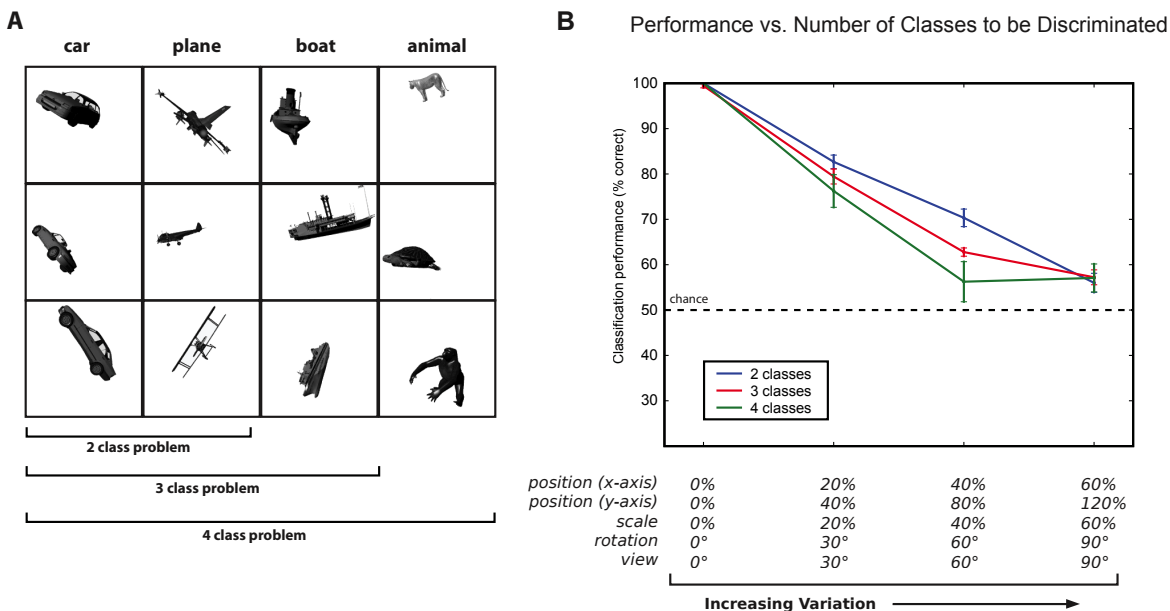 A
car plane boat animal
2 class problem
3 class problem
4 class problem
B
Performance vs. Number of Classes to be Discriminated
Classification performance (% correct)
100
90
80
70
60
50
40
30
chance
2 classes
3 classes
4 classes
position (x-axis) 0% 20% 40% 60%
position (y-axis) 0% 40% 80% 120%
scale 0% 20% 40% 60%
rotation 0° 30° 60° 90°
view 0° 30° 60° 90°
Increasing Variation